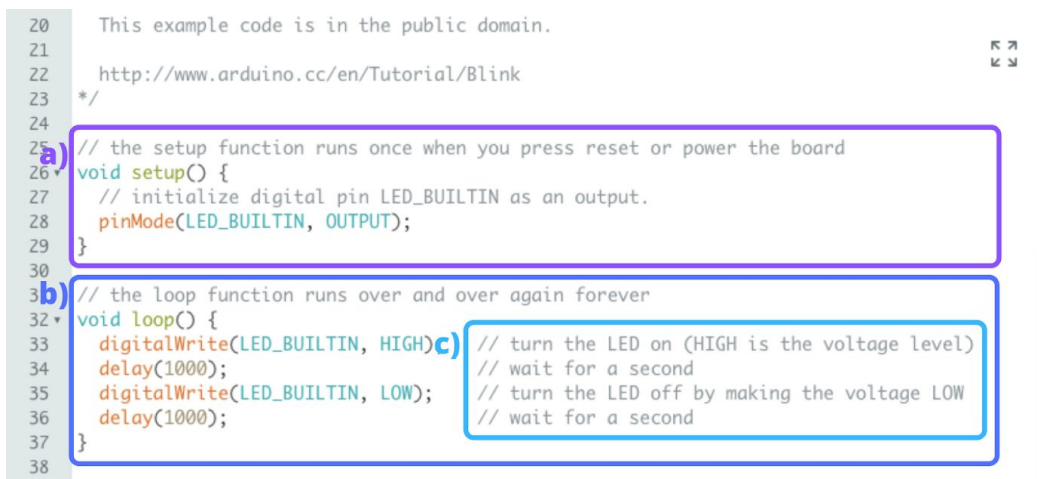 20 This example code is in the public domain.
21
22 http://www.arduino.cc/en/Tutorial/Blink
23 */
24
25 // the setup function runs once when you press reset or power the board
a)
26 void setup() {
27 // initialize digital pin LED_BUILTIN as an output.
28 pinMode(LED_BUILTIN, OUTPUT);
29 }
30
b) // the loop function runs over and over again forever
32 void loop() {
33 digitalWrite(LED_BUILTIN, HIGH) c) // turn the LED on (HIGH is the voltage level)
34 delay(1000); // wait for a second
35 digitalWrite(LED_BUILTIN, LOW); // turn the LED off by making the voltage LOW
36 delay(1000); // wait for a second
37 }
38